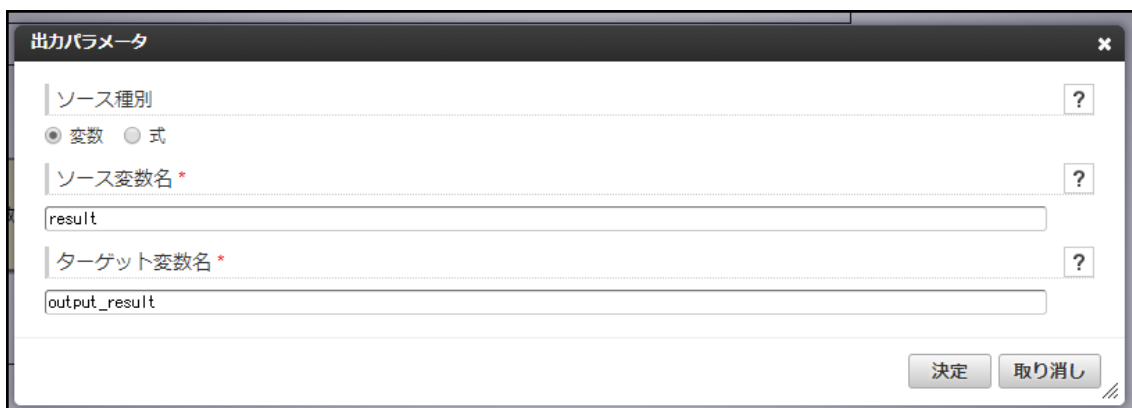 出力パラメータ
ソース種別 ?
変数 式
ソース変数名 * ?
result
ターゲット変数名 * ?
output_result
決定 取り消し